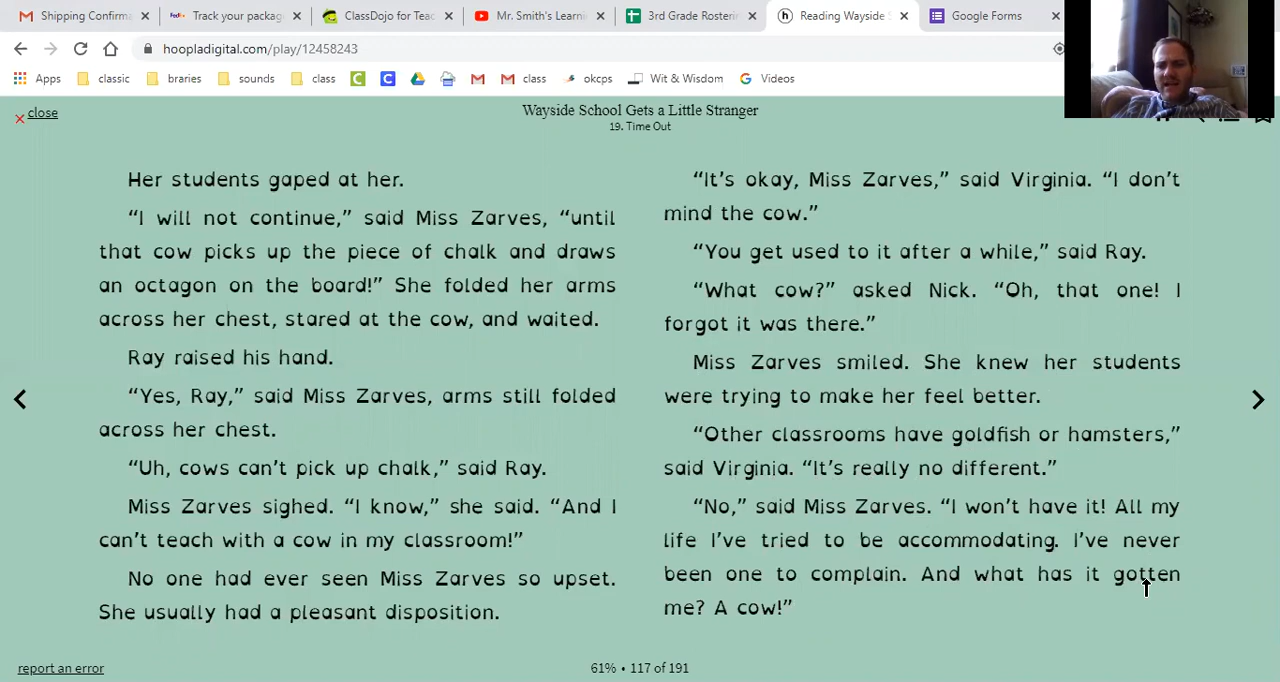 Shipping Confirma
Track your packag
ClassDojo for Teac
Mr. Smith's Learni
3rd Grade Rosterin
Reading Wayside S
Google Forms
hoopladigital.com/play/12458243
Apps
classic
braries
sounds
class
class
okcps
Wit & Wisdom
Videos
close
Wayside School Gets a Little Stranger
19. Time Out
Her students gaped at her.
“I will not continue,” said Miss Zarves, “until
that cow picks up the piece of chalk and draws
an octagon on the board!” She folded her arms
across her chest, stared at the cow, and waited.
Ray raised his hand.
“Yes, Ray,” said Miss Zarves, arms still folded
across her chest.
“Uh, cows can’t pick up chalk,” said Ray.
Miss Zarves sighed. “I know,” she said. “And I
can’t teach with a cow in my classroom!”
No one had ever seen Miss Zarves so upset.
She usually had a pleasant disposition.
“It’s okay, Miss Zarves,” said Virginia. “I don’t
mind the cow.”
“You get used to it after a while,” said Ray.
“What cow?” asked Nick. “Oh, that one! I
forgot it was there.”
Miss Zarves smiled. She knew her students
were trying to make her feel better.
“Other classrooms have goldfish or hamsters,”
said Virginia. “It’s really no different.”
“No,” said Miss Zarves. “I won’t have it! All my
life I’ve tried to be accommodating. I’ve never
been one to complain. And what has it gotten
me? A cow!”
report an error
61% • 117 of 191